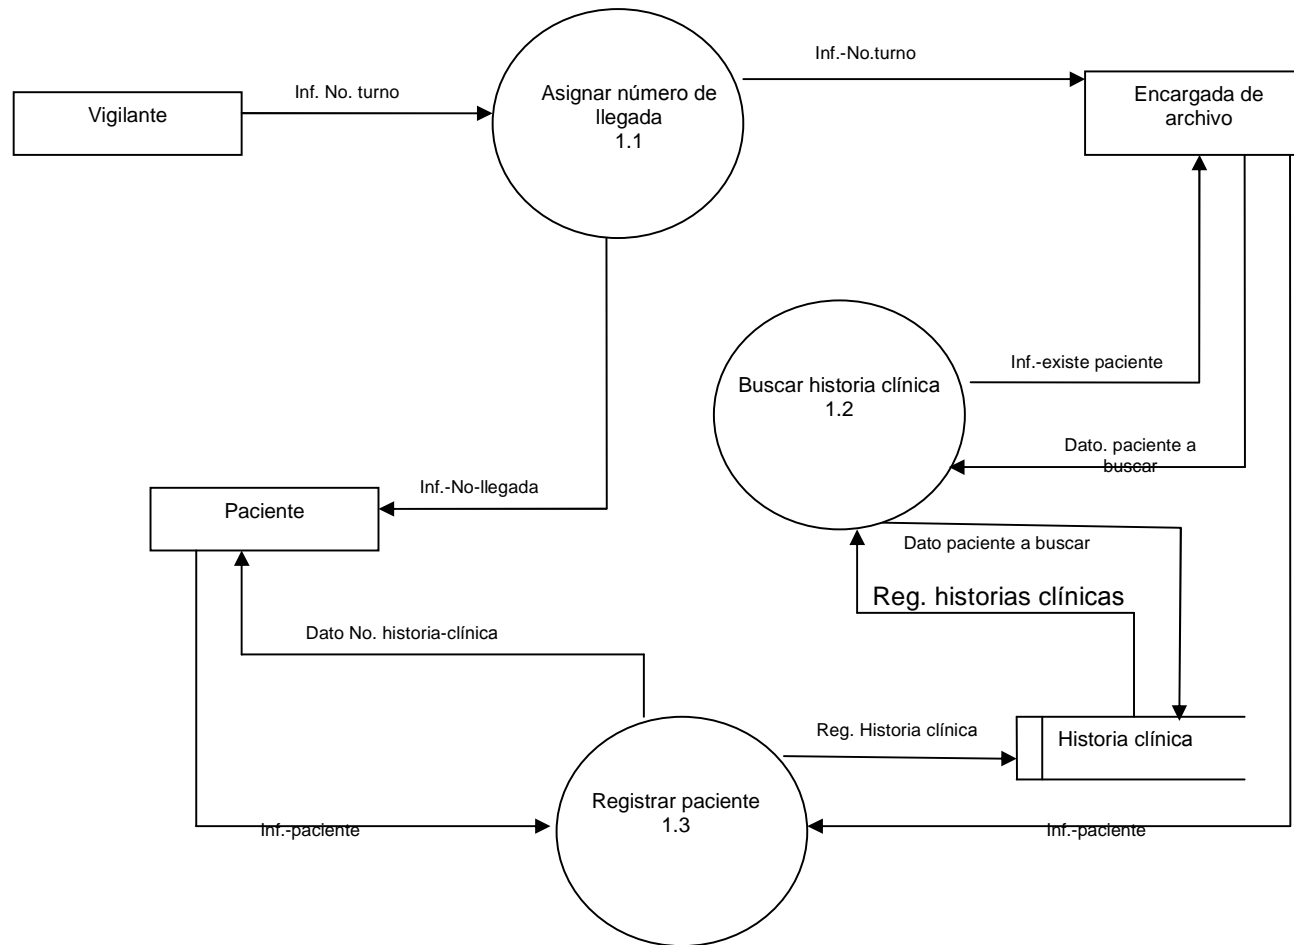 Inf.-No.turno
Inf. No. turno
Vigilante
Asignar número de
llegada
1.1
Encargada de
archivo
Inf.-existe paciente
Buscar historia clínica
1.2
Dato. paciente a
buscar
Inf.-No-llegada
Paciente
Dato paciente a buscar
Reg. historias clínicas
Dato No. historia-clínica
Reg. Historia clínica
Historia clínica
Registrar paciente
1.3
Inf.-paciente
Inf.-paciente